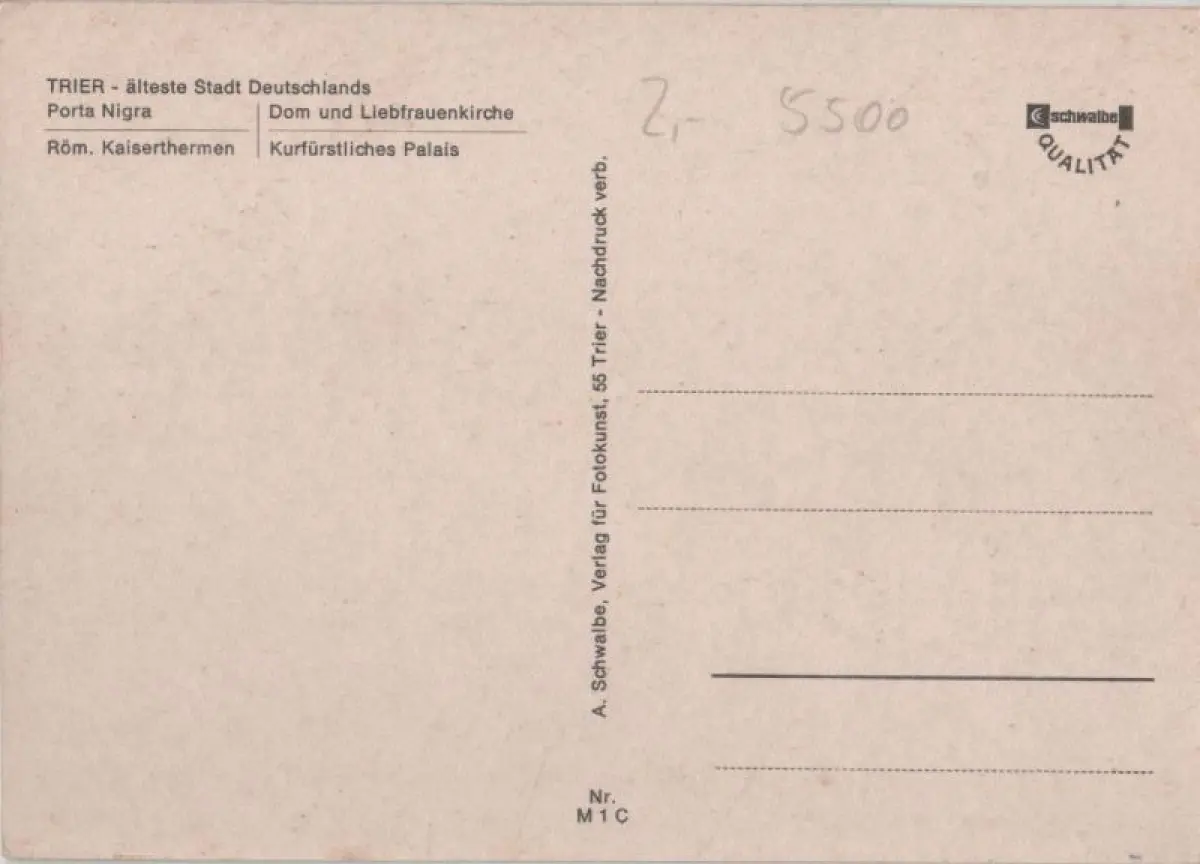 TRIER - älteste Stadt Deutschlands
Porta Nigra
Dom und Liebfrauenkirche
Röm. Kaiserthermen
Kurfürstliches Palais
2,- 5500
schwalbe
QUALITÄT
A. Schwalbe, Verlag für Fotokunst, 55 Trier - Nachdruck verb.
Nr.
M 1 C